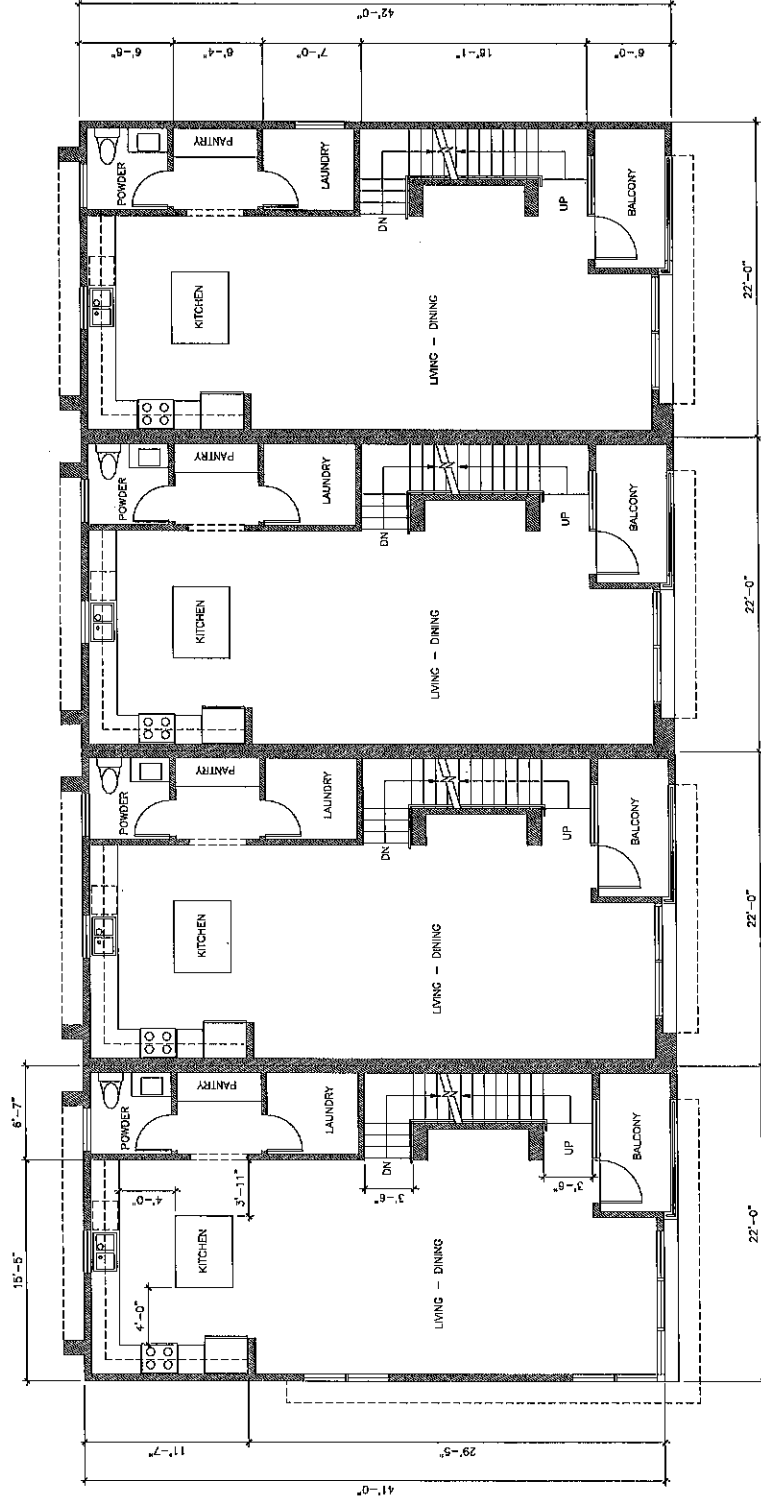 42'-0"
6'-6"
6'-4"
7'-0"
16'-1"
6'-0"
POWDER
PANTRY
LAUNDRY
KITCHEN
DN
UP
LIVING - DINING
BALCONY
22'-0"
POWDER
PANTRY
LAUNDRY
KITCHEN
DN
UP
LIVING - DINING
BALCONY
22'-0"
POWDER
PANTRY
LAUNDRY
KITCHEN
DN
UP
LIVING - DINING
BALCONY
22'-0"
6'-7"
15'-5"
POWDER
PANTRY
LAUNDRY
4'-0"
3'-11"
KITCHEN
4'-0"
DN
3'-6"
UP
3'-6"
LIVING - DINING
BALCONY
22'-0"
11'-7"
29'-5"
41'-0"